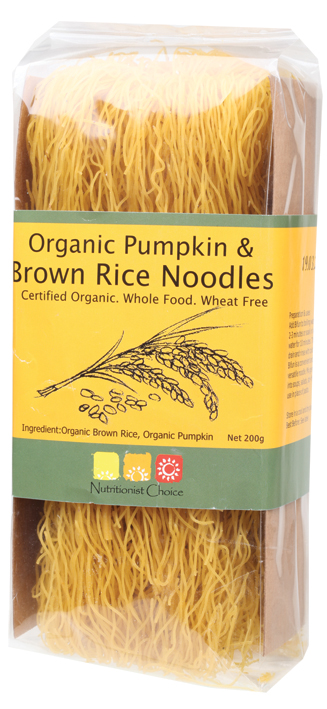 Organic Pumpkin &
Brown Rice Noodles
Certified Organic. Whole Food. Wheat Free
Ingredient:Organic Brown Rice, Organic Pumpkin Net 200g
Nutritionist Choice